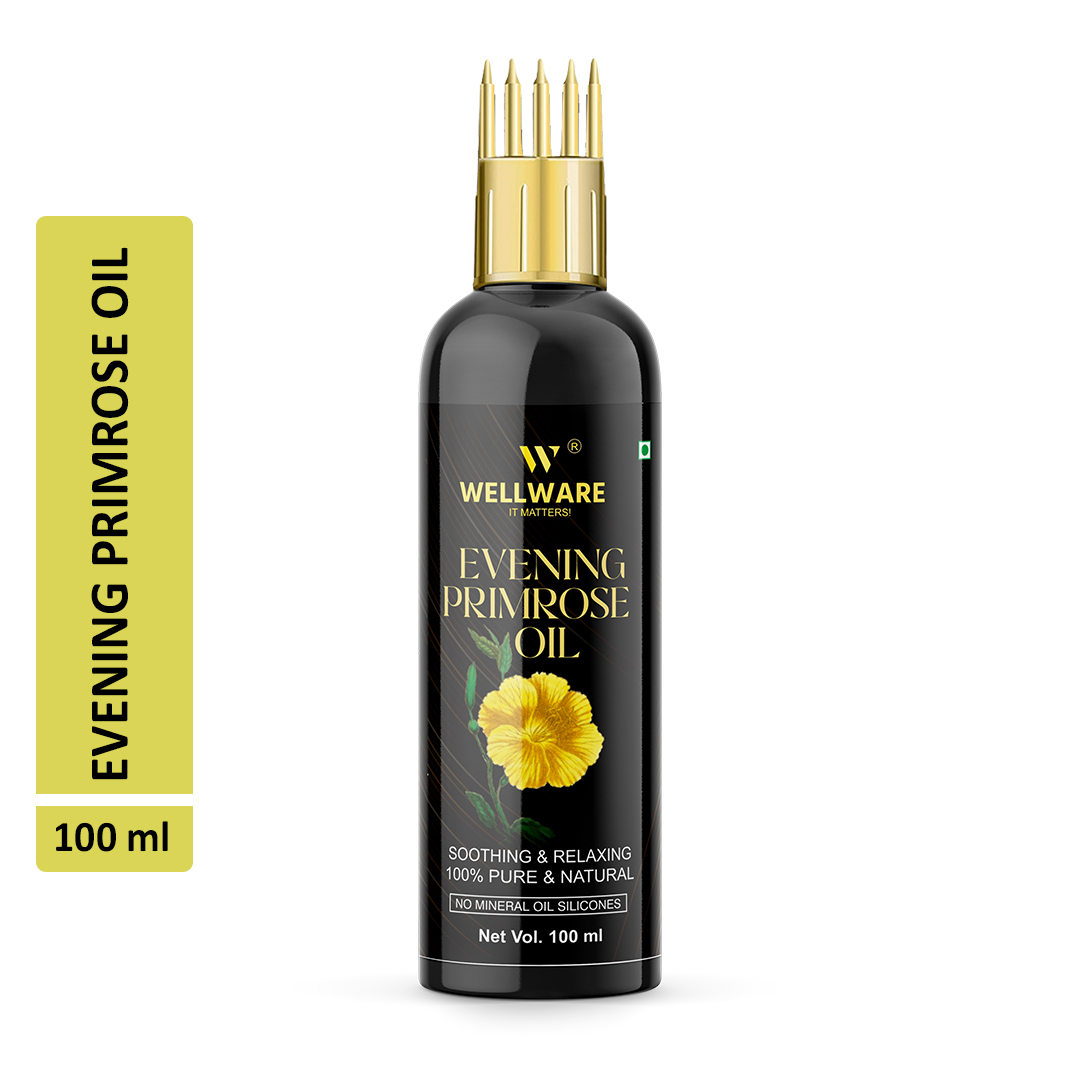 EVENING PRIMROSE OIL
100 ml
W ®
WELLWARE
IT MATTERS!
EVENING
PRIMROSE
OIL
SOOTHING & RELAXING
100% PURE & NATURAL
NO MINERAL OIL SILICONES
Net Vol. 100 ml